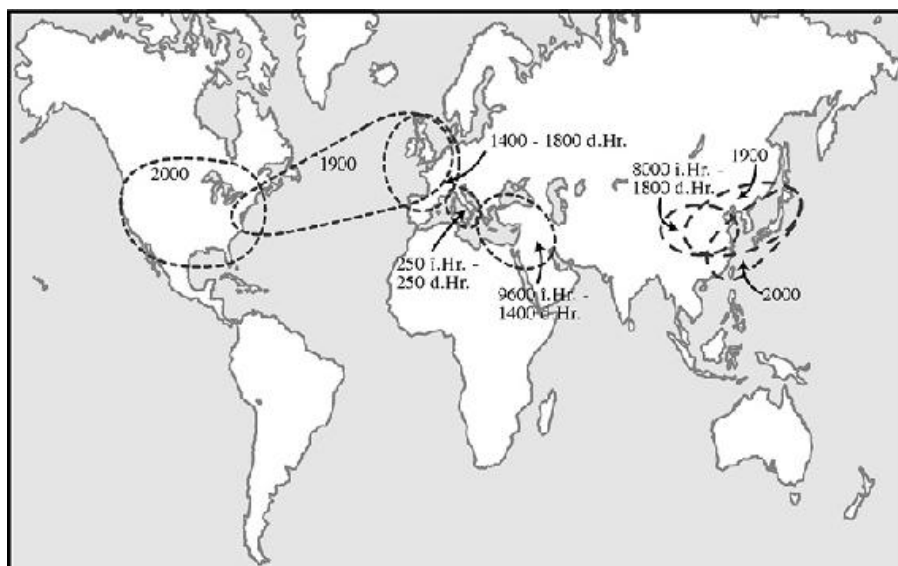 2000
1900
1400 - 1800 d.Hr.
250 î.Hr. -
250 d.Hr.
9600 î.Hr. -
1400 d.Hr.
8000 î.Hr. -
1800 d.Hr.
1900
2000